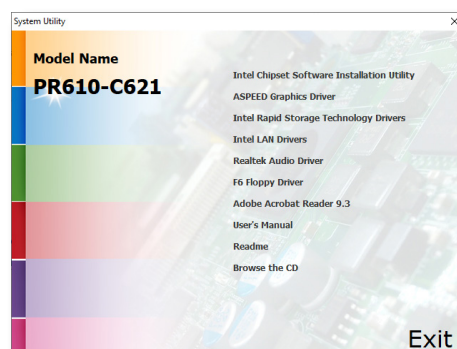 System Utility
Model Name
PR610-C621
Intel Chipset Software Installation Utility
ASPEED Graphics Driver
Intel Rapid Storage Technology Drivers
Intel LAN Drivers
Realtek Audio Driver
F6 Floppy Driver
Adobe Acrobat Reader 9.3
User's Manual
Readme
Browse the CD
Exit